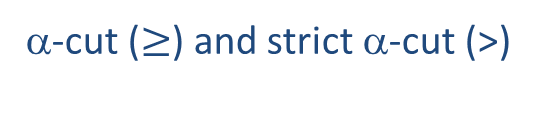 α-cut (≥) and strict α-cut (>)